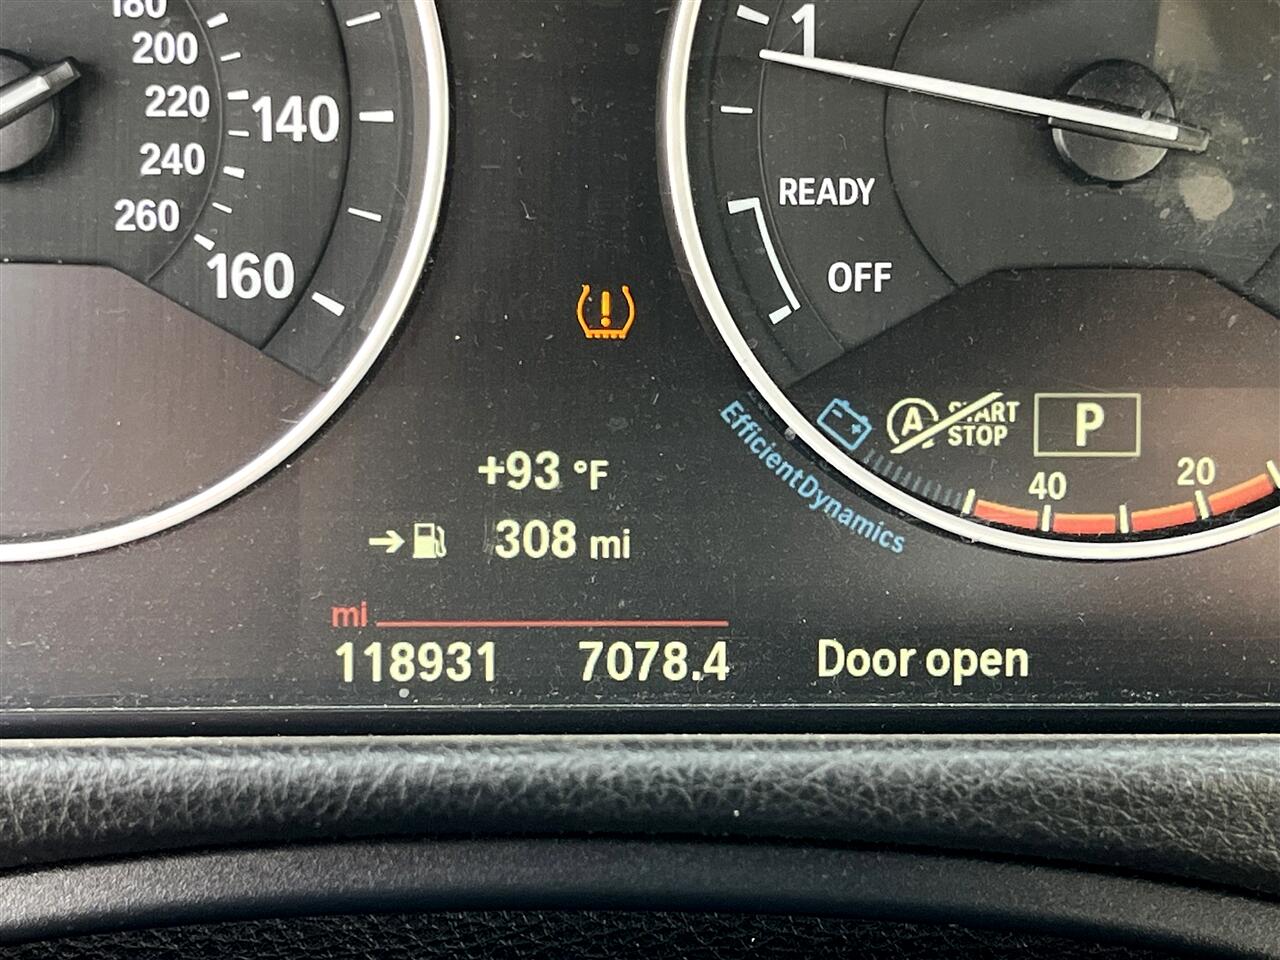 180
200
220
140
240
260
160
1
READY
OFF
EfficientDynamics
A START
STOP
P
40
20
+93 °F
308 mi
mi
118931 7078.4 Door open